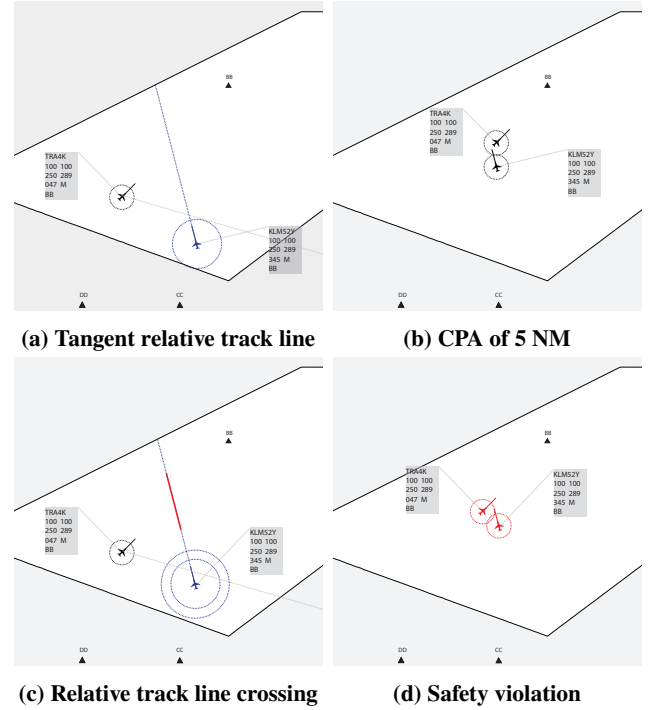 BB
TRA4K
100 100
250 289
047 M
BB
KLM52Y
100 100
250 289
345 M
BB
DD
CC
(a) Tangent relative track line
BB
TRA4K
100 100
250 289
047 M
BB
KLM52Y
100 100
250 289
345 M
BB
DD
CC
(b) CPA of 5 NM
BB
TRA4K
100 100
250 289
047 M
BB
KLM52Y
100 100
250 289
345 M
BB
DD
CC
(c) Relative track line crossing
BB
TRA4K
100 100
250 289
047 M
BB
KLM52Y
100 100
250 289
345 M
BB
DD
CC
(d) Safety violation